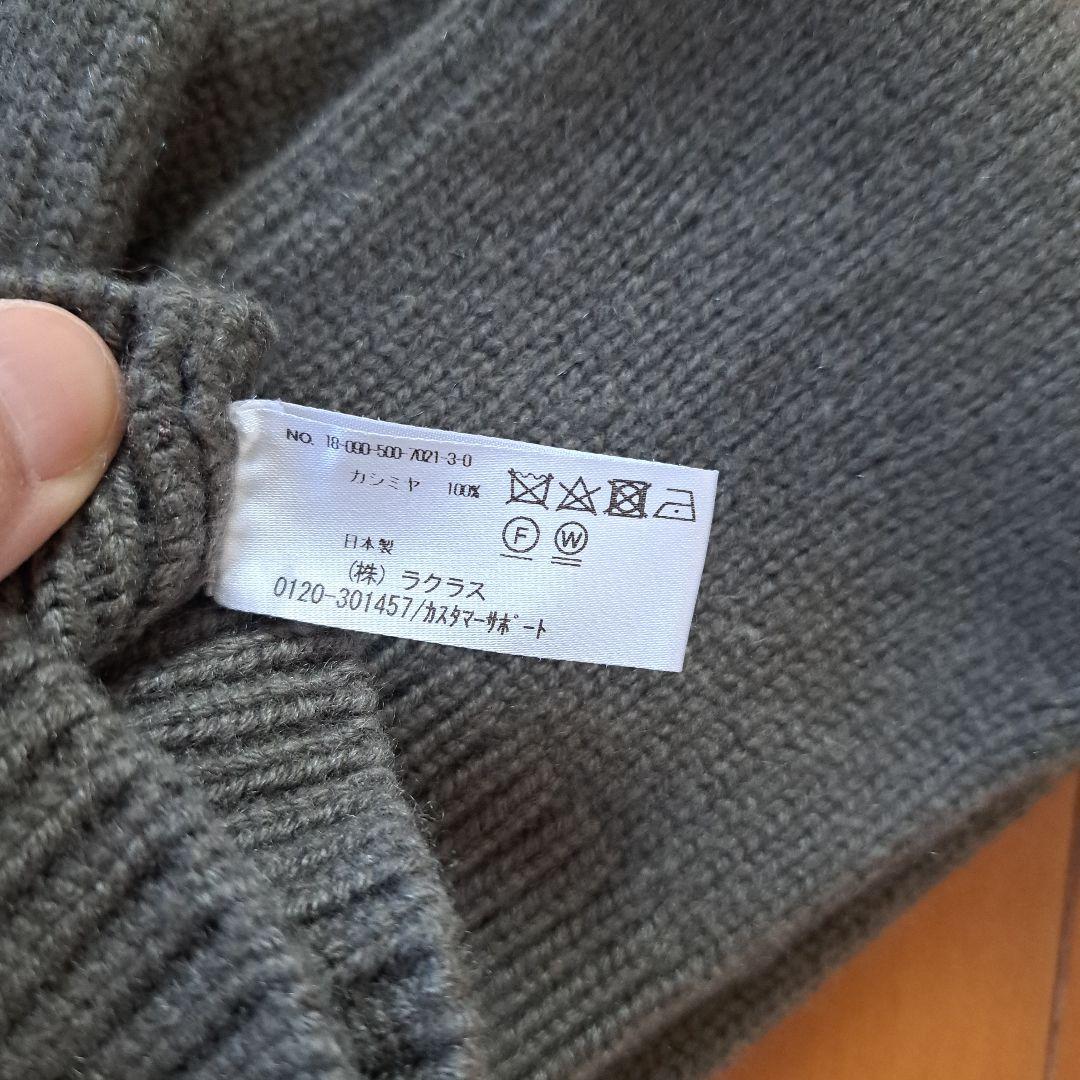 NO. 18-090-500-7021-3-0
カシミヤ 100%
F W
日本製
(株) ラクラス
0120-301457/ｶｽﾀﾏｰｻﾎﾟｰﾄ